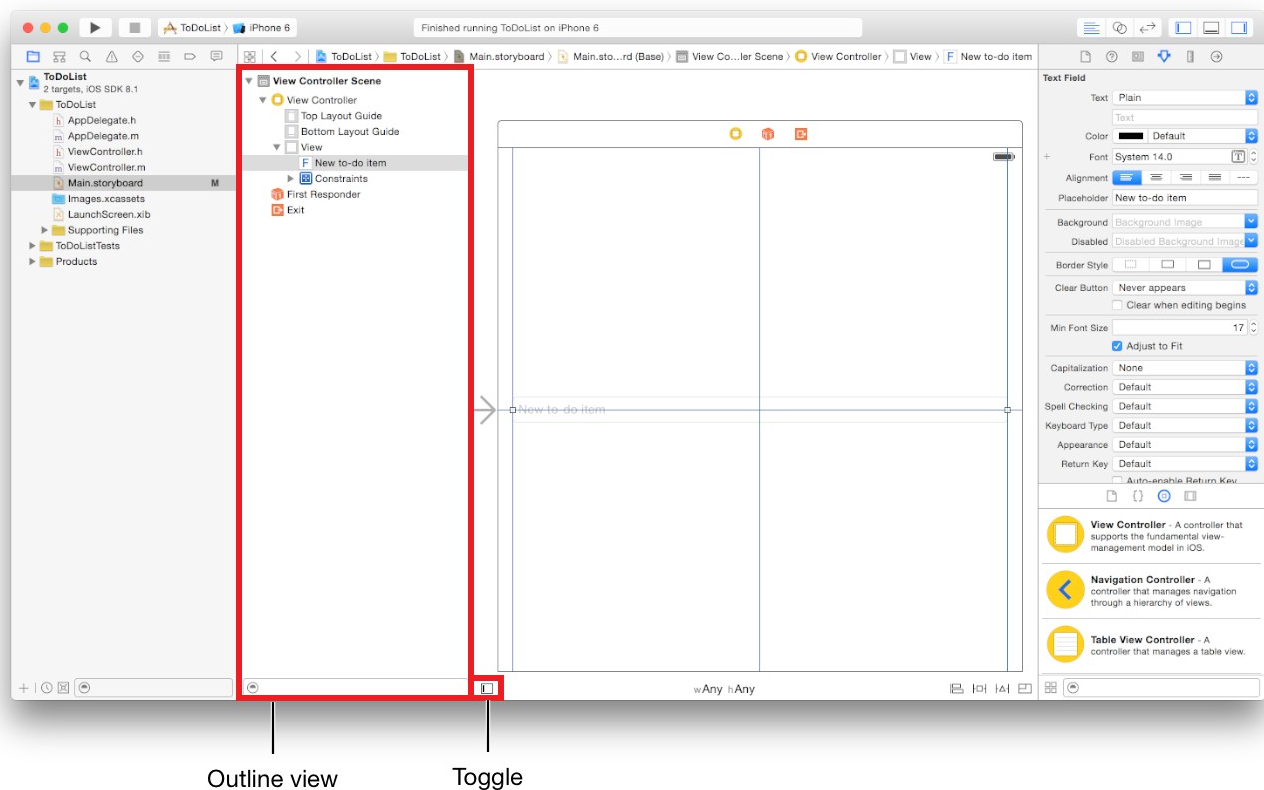 ToDoList › iPhone 6
Finished running ToDoList on iPhone 6
ToDoList › ToDoList › Main.storyboard › Main.sto...rd (Base) › View Co...ler Scene › View Controller › View › F New to-do item
ToDoList
2 targets, iOS SDK 8.1
ToDoList
h AppDelegate.h
m AppDelegate.m
h ViewController.h
m ViewController.m
Main.storyboard M
Images.xcassets
LaunchScreen.xib
Supporting Files
ToDoListTests
Products
View Controller Scene
View Controller
Top Layout Guide
Bottom Layout Guide
View
F New to-do item
Constraints
First Responder
Exit
New to-do item
wAny hAny
Text Field
Text Plain
Text
Color Default
+ Font System 14.0 T
Alignment ---
Placeholder New to-do item
Background Background Image
Disabled Disabled Background Image
Border Style
Clear Button Never appears
Clear when editing begins
Min Font Size 17
Adjust to Fit
Capitalization None
Correction Default
Spell Checking Default
Keyboard Type Default
Appearance Default
Return Key Default
Auto-enable Return Key
{}
View Controller - A controller that
supports the fundamental view-
management model in iOS.
Navigation Controller - A
controller that manages navigation
through a hierarchy of views.
Table View Controller - A
controller that manages a table view.
Outline view
Toggle